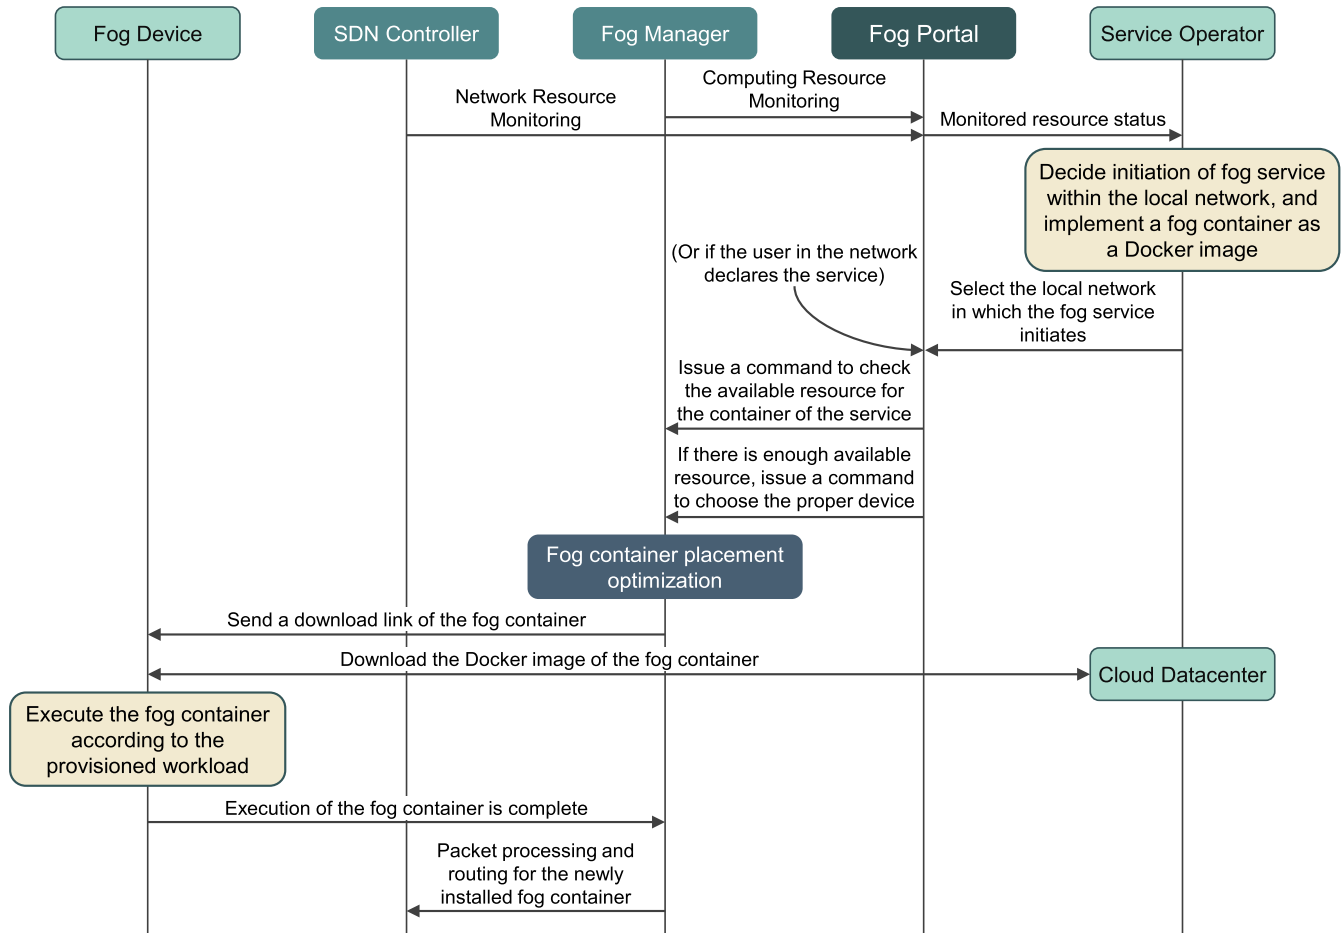 Fog Device
SDN Controller
Fog Manager
Fog Portal
Service Operator
Computing Resource
Monitoring
Network Resource
Monitoring
Monitored resource status
Decide initiation of fog service
within the local network, and
implement a fog container as
a Docker image
(Or if the user in the network
declares the service)
Select the local network
in which the fog service
initiates
Issue a command to check
the available resource for
the container of the service
If there is enough available
resource, issue a command
to choose the proper device
Fog container placement
optimization
Send a download link of the fog container
Download the Docker image of the fog container
Cloud Datacenter
Execute the fog container
according to the
provisioned workload
Execution of the fog container is complete
Packet processing and
routing for the newly
installed fog container